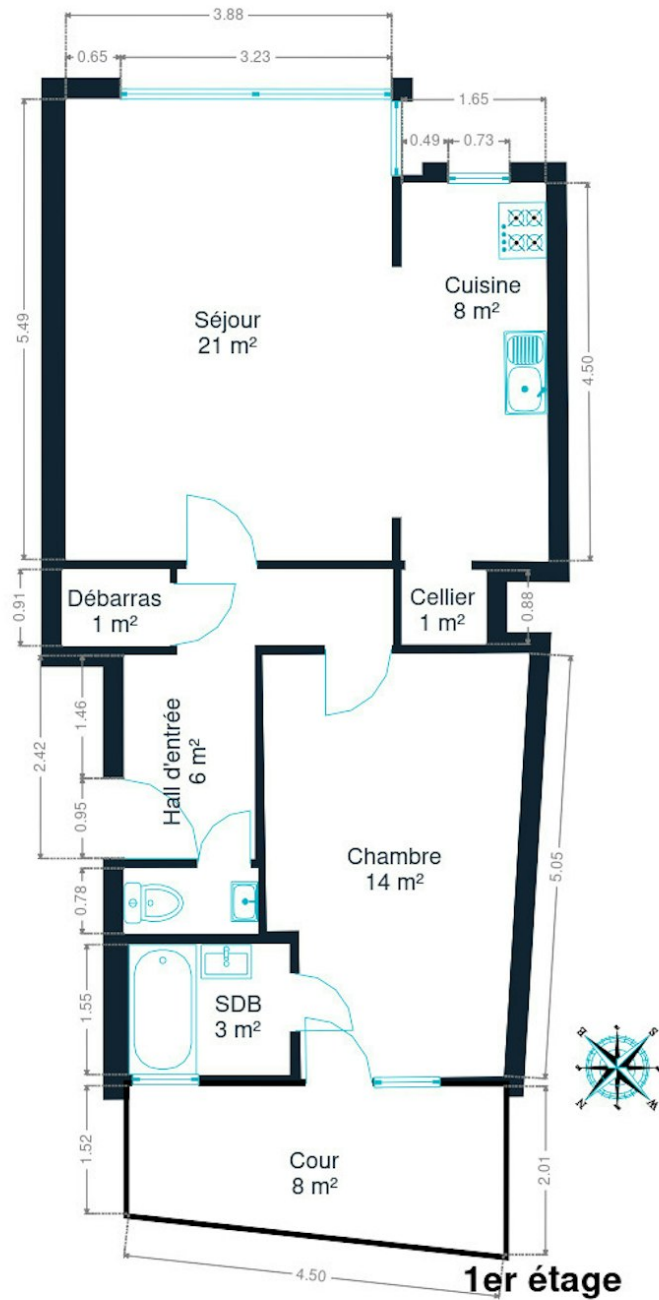 3.88
0.65
3.23
1.65
0.49
0.73
Cuisine
8 m²
Séjour
21 m²
5.49
4.50
Débarras
1 m²
Cellier
1 m²
0.91
0.88
1.46
2.42
Hall d'entrée
6 m²
0.95
5.05
Chambre
14 m²
0.78
SDB
3 m²
1.55
E
S
N
W
Cour
8 m²
1.52
2.01
4.50
1er étage